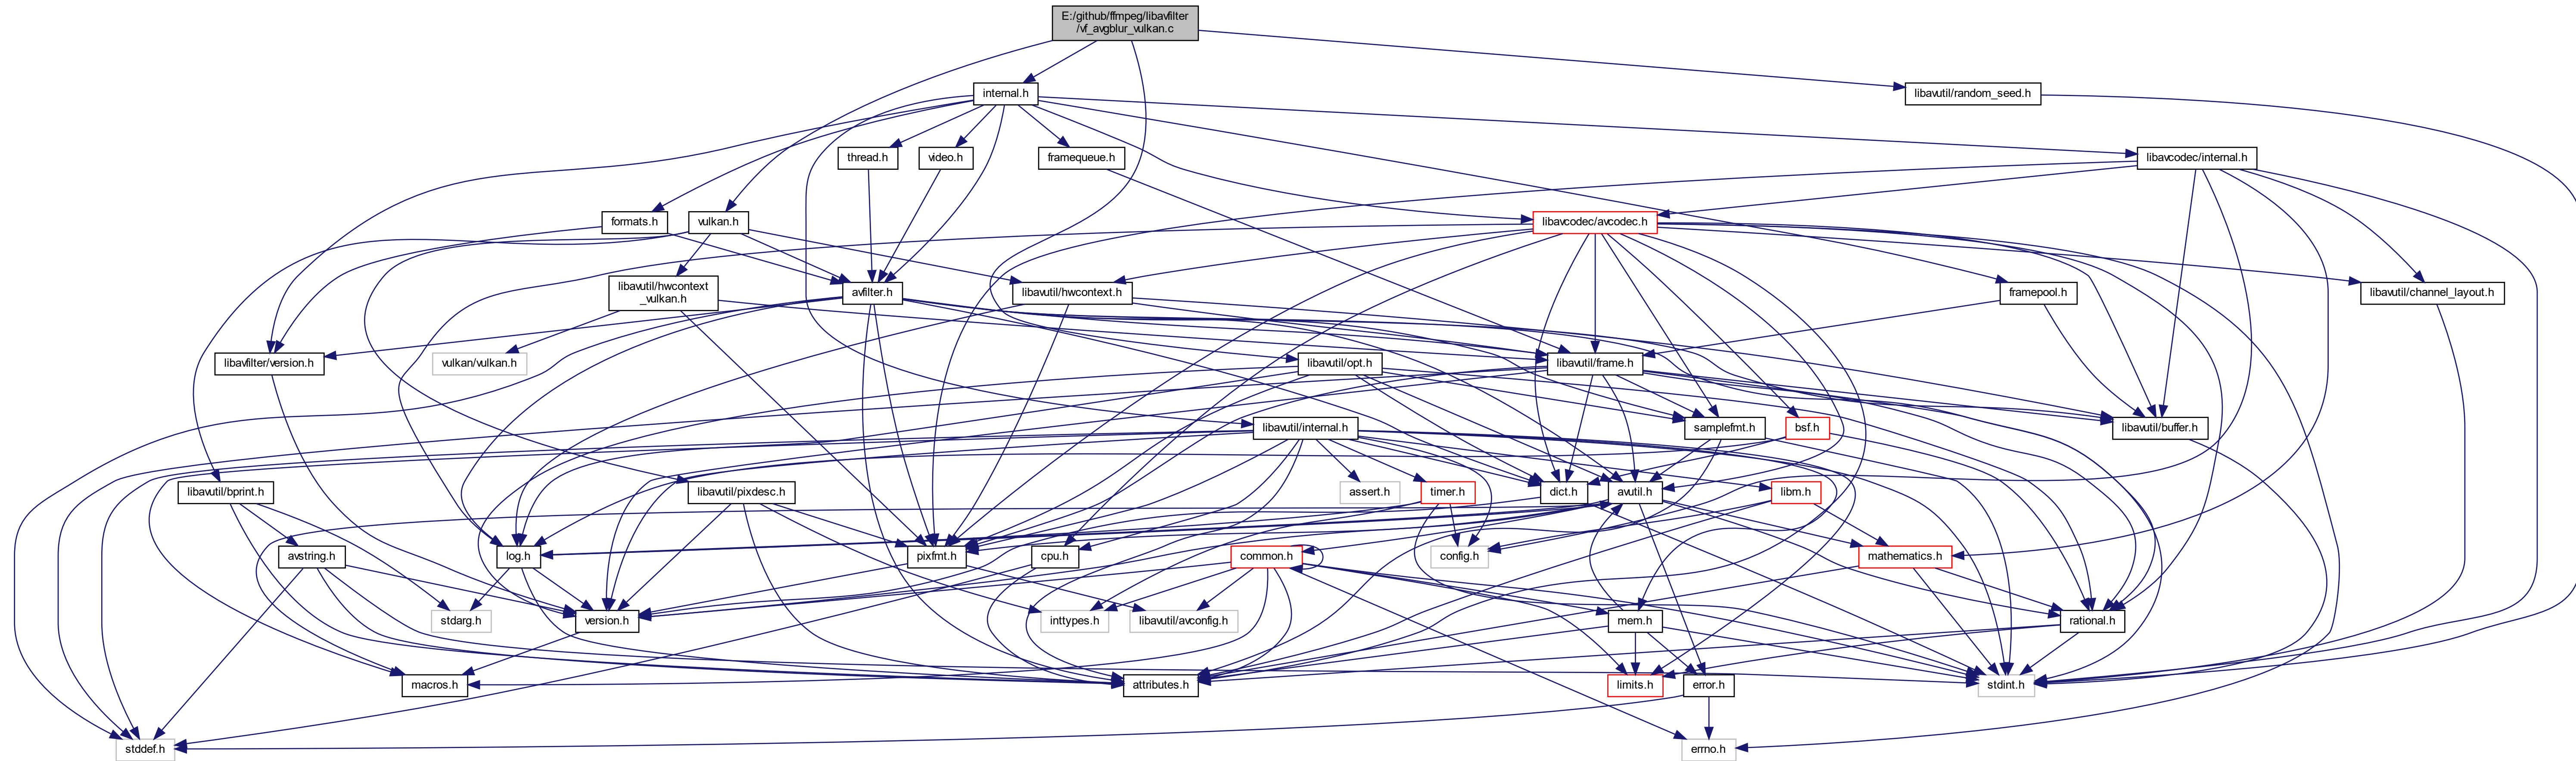 E:/github/ffmpeg/libavfilter
/vf_avgblur_vulkan.c
internal.h
libavutil/random_seed.h
thread.h
video.h
framequeue.h
libavcodec/internal.h
formats.h
vulkan.h
libavcodec/avcodec.h
libavutil/hwcontext
_vulkan.h
avfilter.h
libavutil/hwcontext.h
framepool.h
libavutil/channel_layout.h
libavfilter/version.h
vulkan/vulkan.h
libavutil/opt.h
libavutil/frame.h
libavutil/internal.h
samplefmt.h
bsf.h
libavutil/buffer.h
libavutil/bprint.h
libavutil/pixdesc.h
assert.h
timer.h
dict.h
avutil.h
libm.h
avstring.h
log.h
pixfmt.h
cpu.h
common.h
config.h
mathematics.h
stdarg.h
version.h
inttypes.h
libavutil/avconfig.h
mem.h
rational.h
macros.h
attributes.h
limits.h
error.h
stdint.h
stddef.h
errno.h